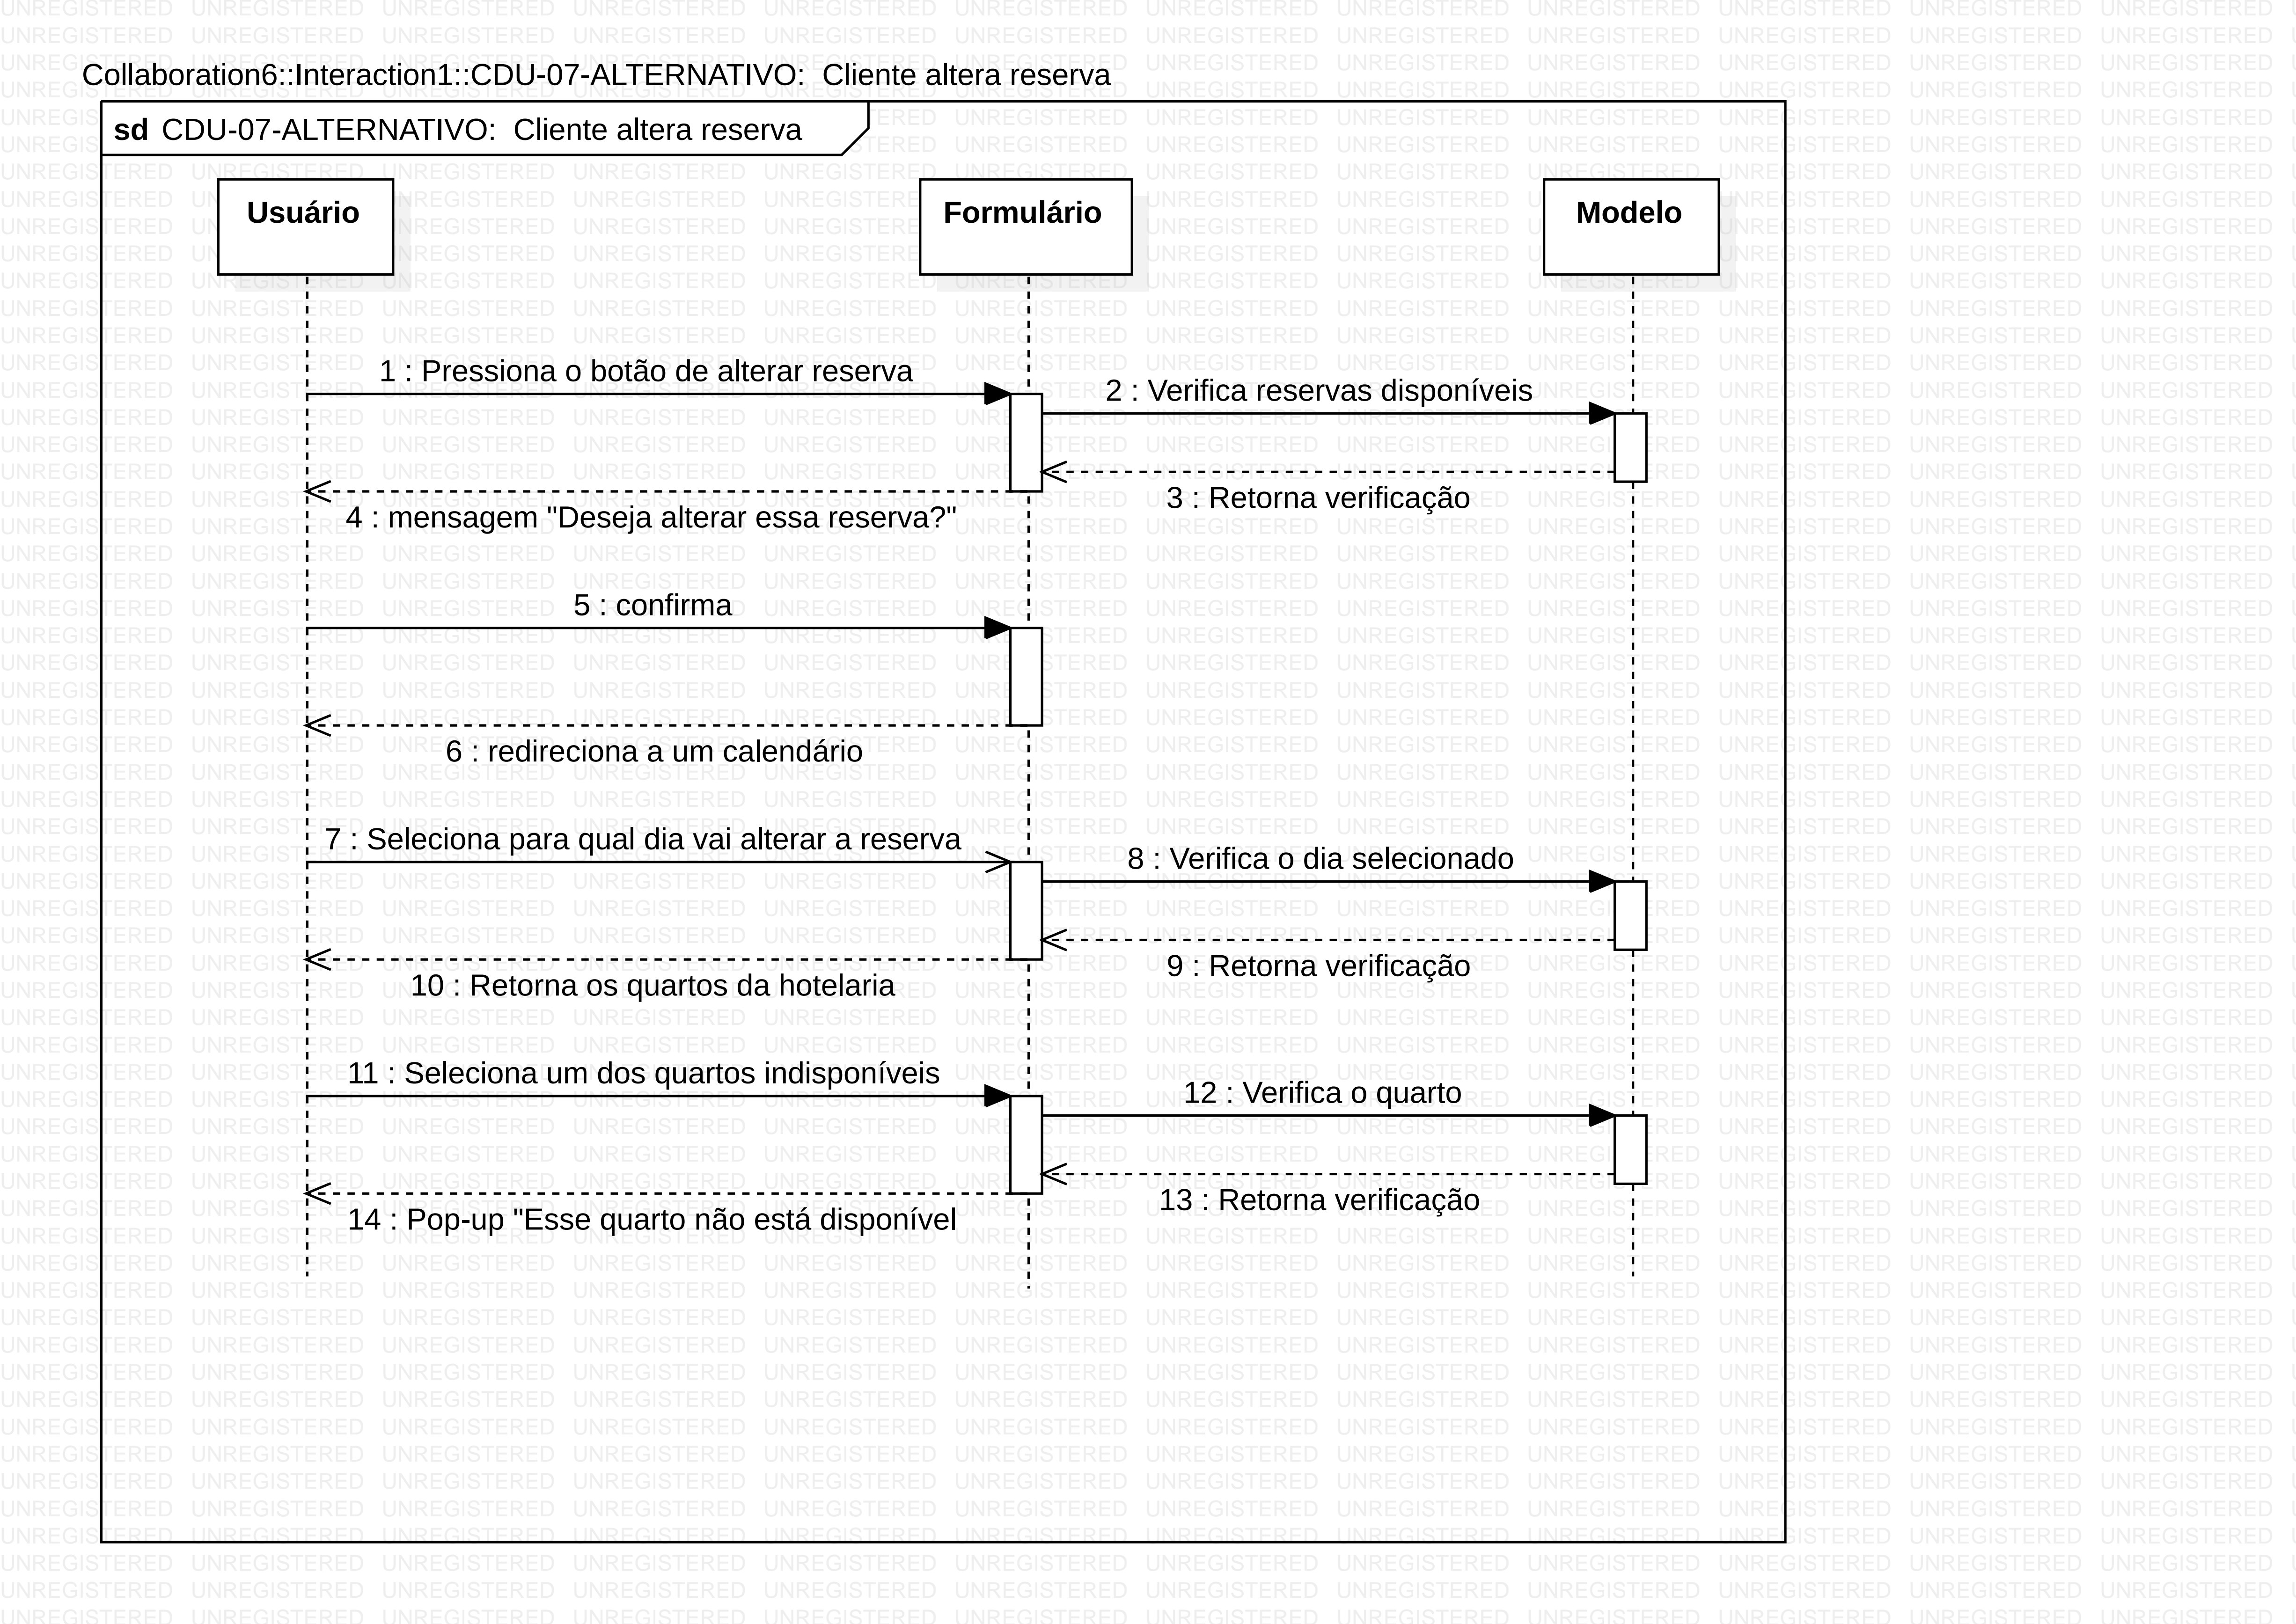 Collaboration6::Interaction1::CDU-07-ALTERNATIVO:  Cliente altera reserva
sd CDU-07-ALTERNATIVO:  Cliente altera reserva
Usuário
Formulário
Modelo
1 : Pressiona o botão de alterar reserva
2 : Verifica reservas disponíveis
3 : Retorna verificação
4 : mensagem "Deseja alterar essa reserva?"
5 : confirma
6 : redireciona a um calendário
7 : Seleciona para qual dia vai alterar a reserva
8 : Verifica o dia selecionado
9 : Retorna verificação
10 : Retorna os quartos da hotelaria
11 : Seleciona um dos quartos indisponíveis
12 : Verifica o quarto
13 : Retorna verificação
14 : Pop-up "Esse quarto não está disponível
UNREGISTERED